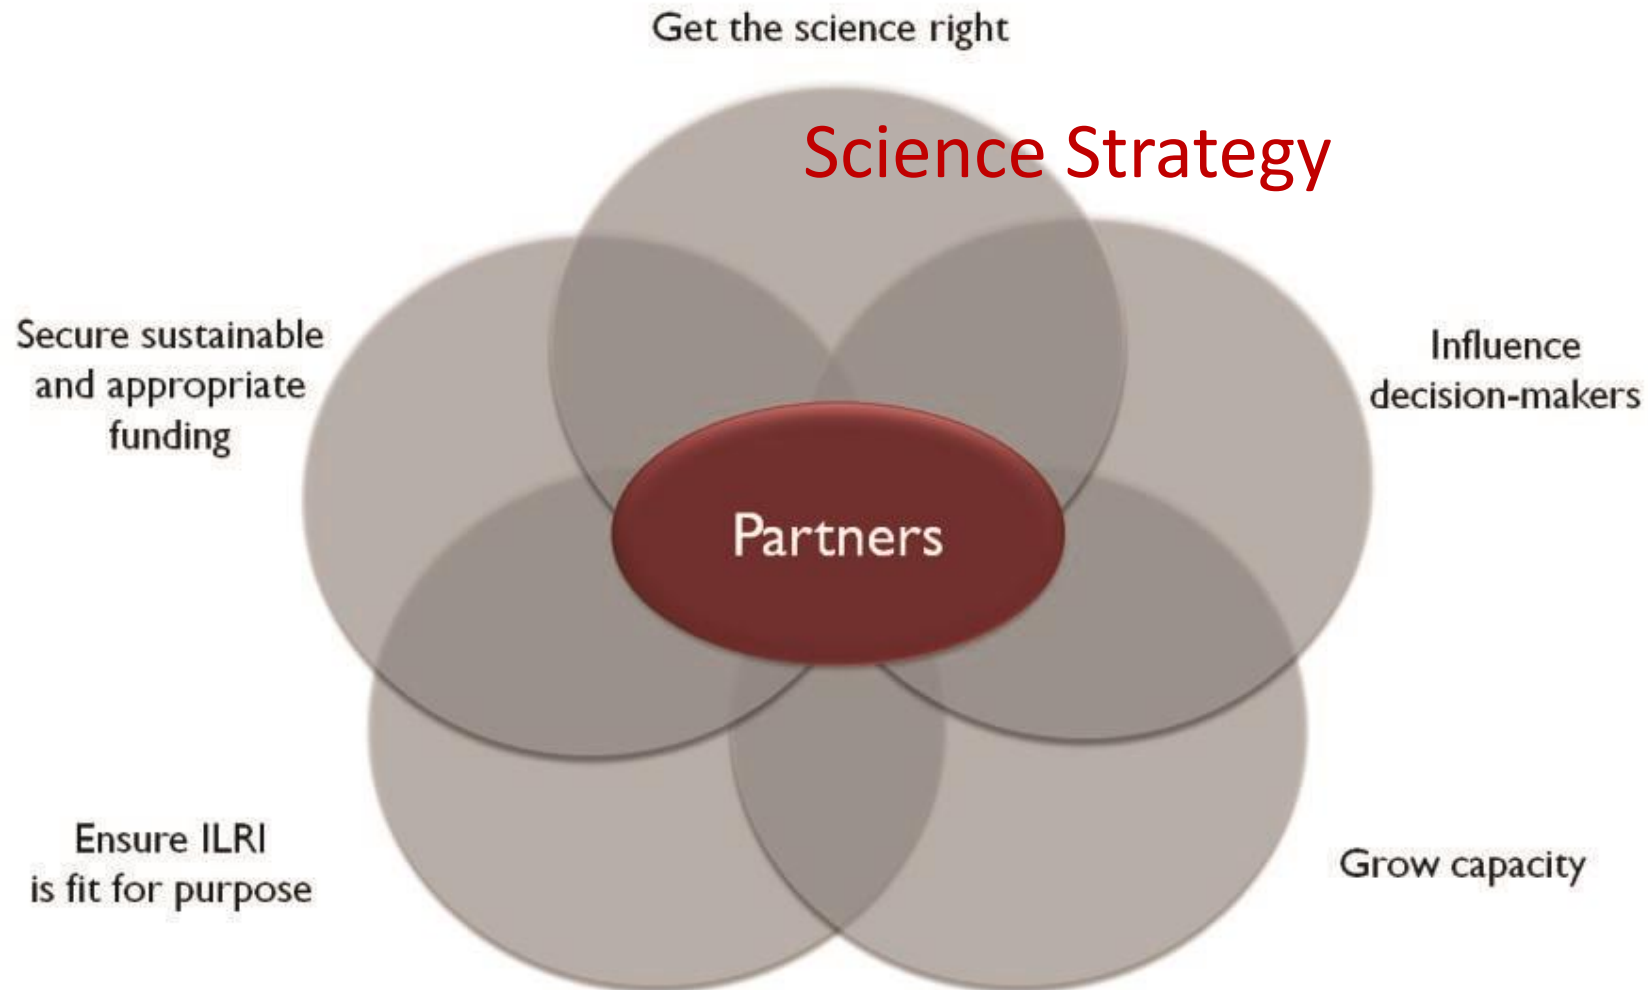 Get the science right
Science Strategy
Secure sustainable
and appropriate
funding
Influence
decision-makers
Partners
Ensure ILRI
is fit for purpose
Grow capacity